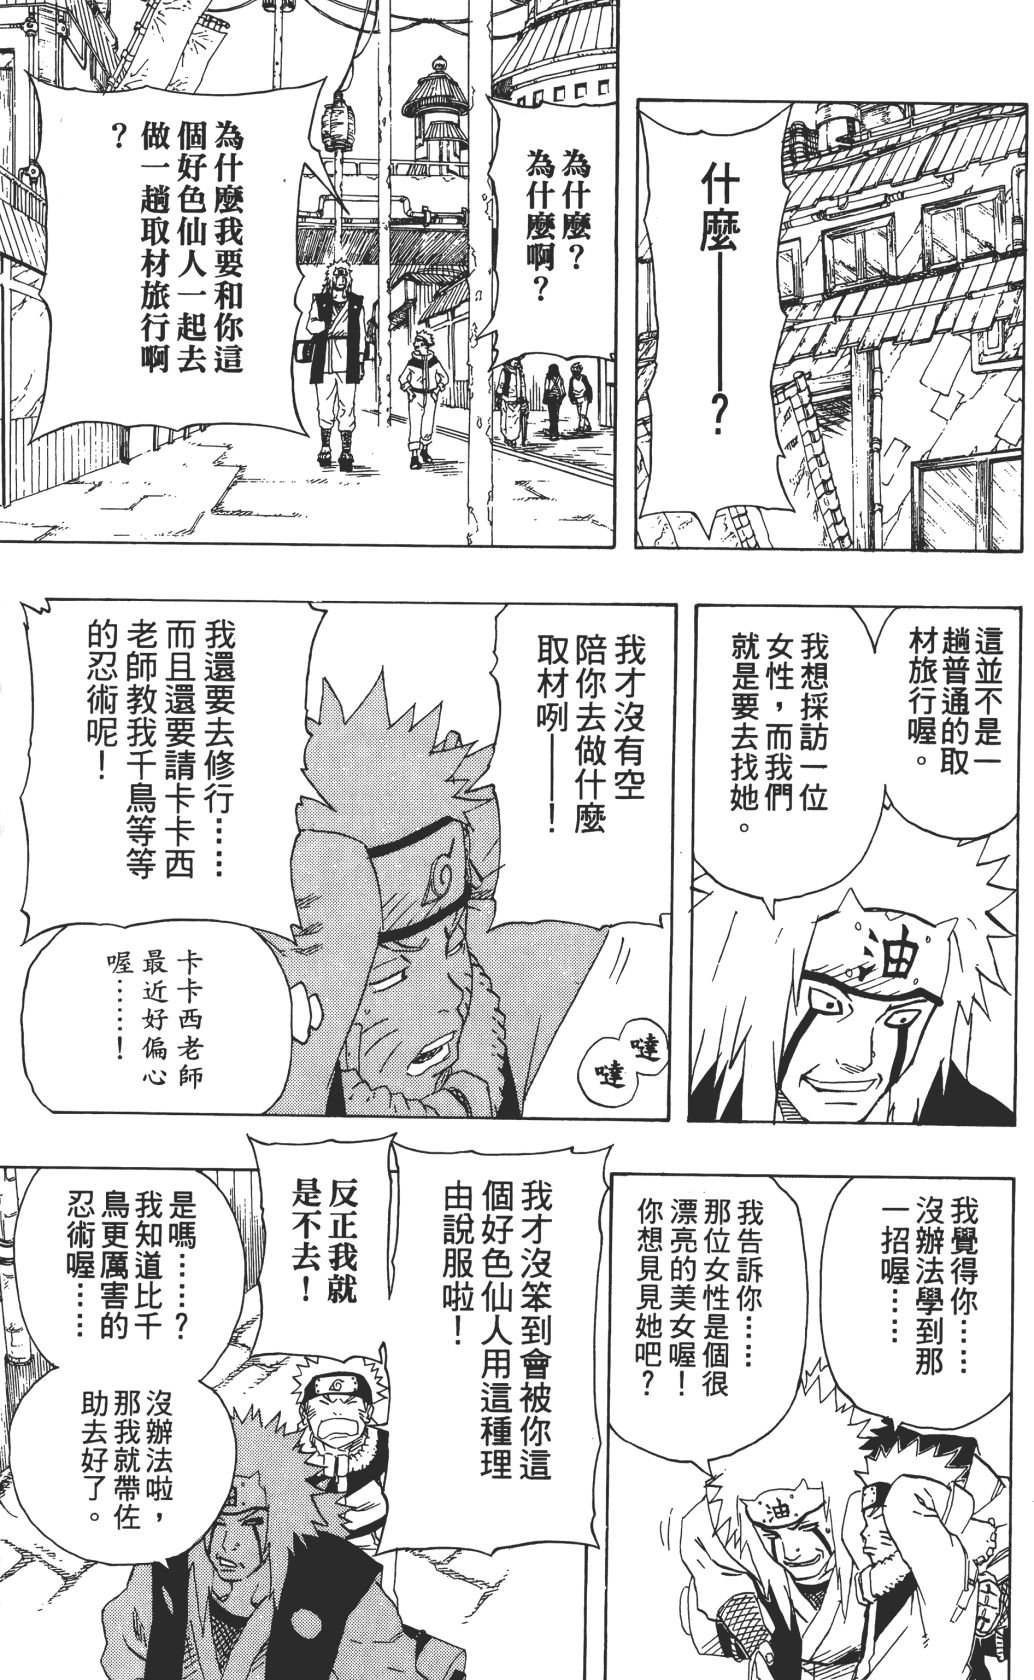 什麼——?
為什麼?
為什麼啊?
為什麼我要和你這
個好色仙人一起去
做一趟取材旅行啊
?
這並不是一
趟普通的取
材旅行喔。
我想採訪一位
女性，而我們
就是要去找她。
油
我才沒有空
陪你去做什麼
取材咧——!
我還要去修行……
而且還要請卡卡西
老師教我千鳥等等
的忍術呢!
卡卡西老師
最近好偏心
喔……!
噠
噠
我覺得你……
沒辦法學到那
一招喔……
我告訴你……
那位女性是個很
漂亮的美女喔!
你想見見她吧?
油
我才沒笨到會被你這
個好色仙人用這種理
由說服啦!
反正我就
是不去!
是嗎……?
我知道比千
鳥更厲害的
忍術喔……
沒辦法啦，
那我就帶佐
助去好了。